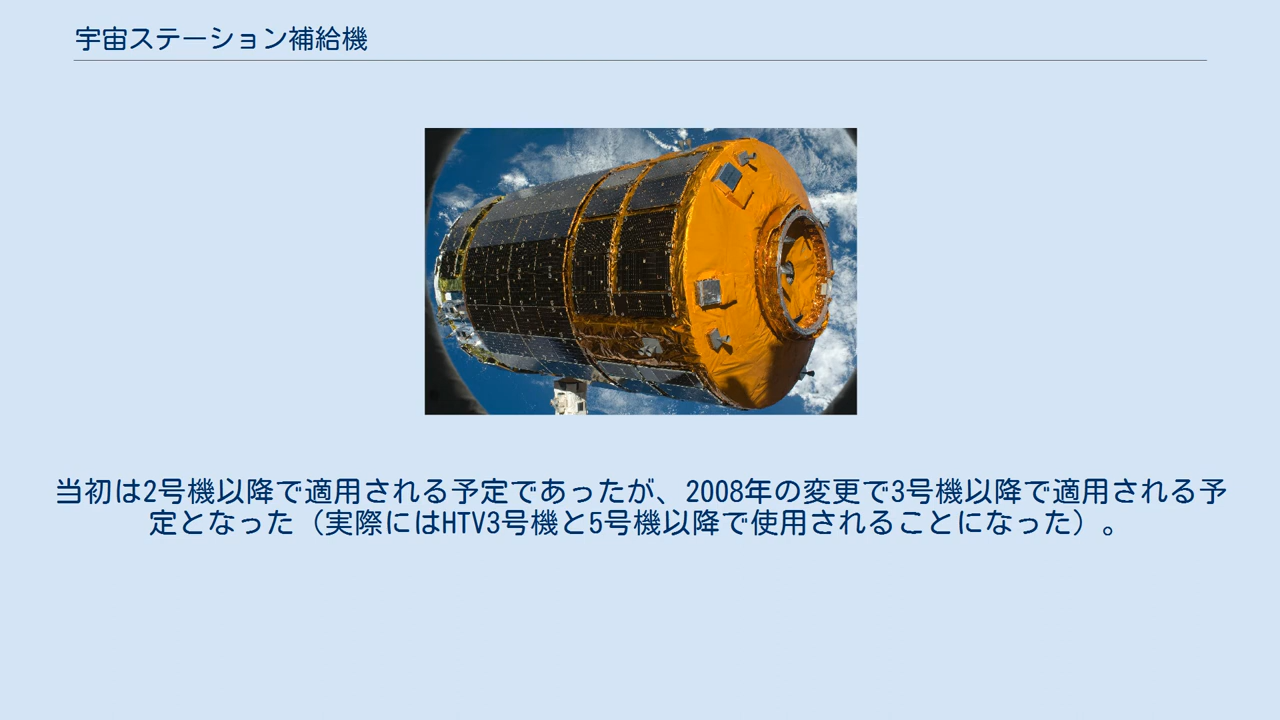 宇宙ステーション補給機
当初は2号機以降で適用される予定であったが、2008年の変更で3号機以降で適用される予
定となった（実際にはHTV3号機と5号機以降で使用されることになった）。